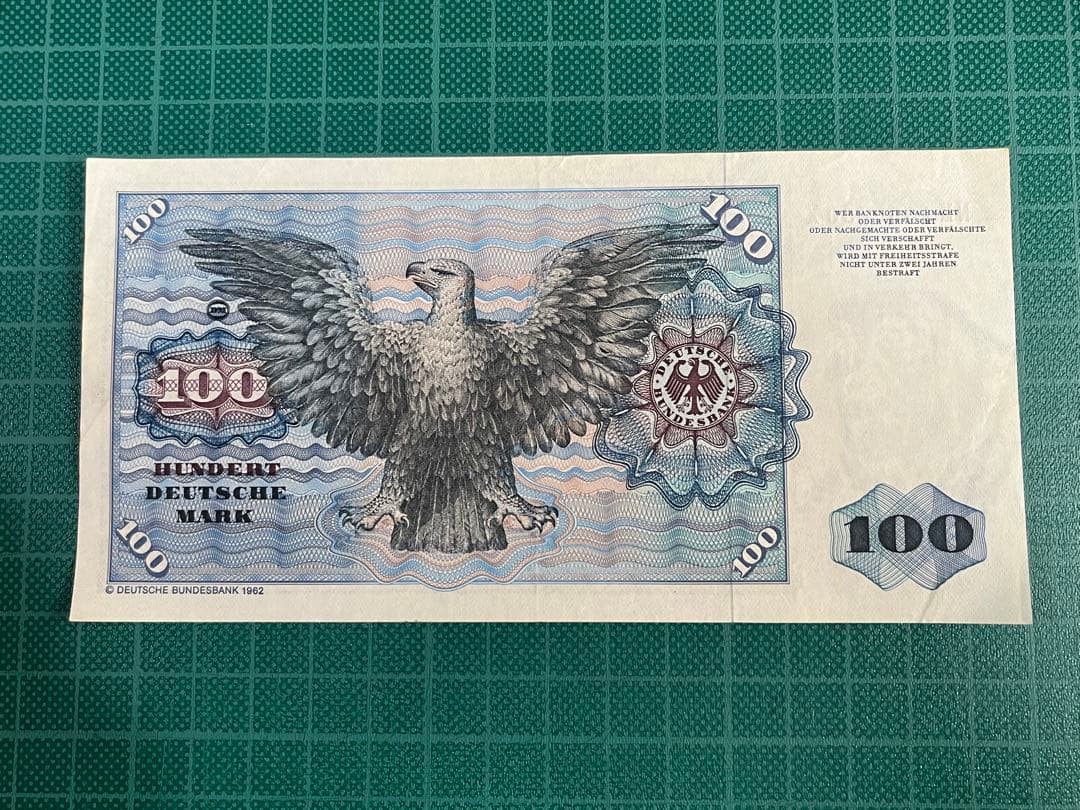 100
100
WER BANKNOTEN NACHMACHT
ODER VERFÄLSCHT
ODER NACHGEMACHTE ODER VERFÄLSCHTE
SICH VERSCHAFFT
UND IN VERKEHR BRINGT,
WIRD MIT FREIHEITSSTRAFE
NICHT UNTER ZWEI JAHREN
BESTRAFT
100
DEUTSCHE
BUNDESBANK
HUNDERT
DEUTSCHE
MARK
100
100
100
© DEUTSCHE BUNDESBANK 1962